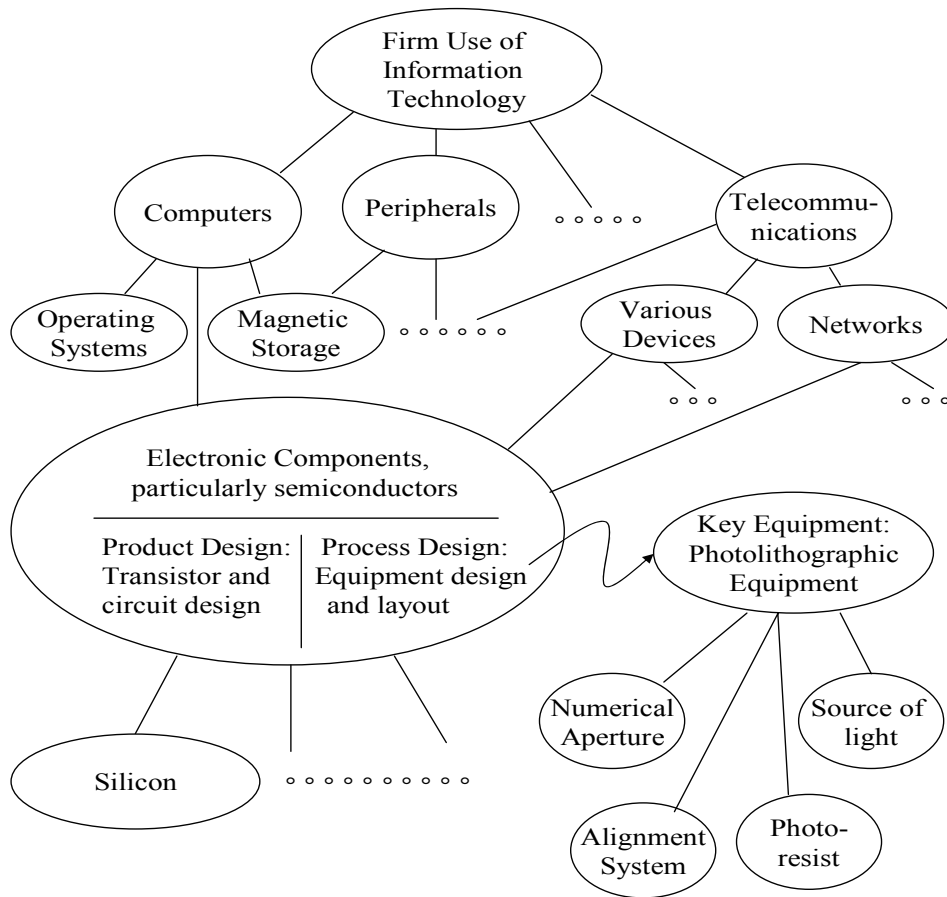 Firm Use of
Information
Technology
Computers
Peripherals
Telecommu-
nications
Operating
Systems
Magnetic
Storage
Various
Devices
Networks
Electronic Components,
particularly semiconductors
Product Design:
Transistor and
circuit design
Process Design:
Equipment design
and layout
Key Equipment:
Photolithographic
Equipment
Numerical
Aperture
Source of
light
Silicon
Alignment
System
Photo-
resist